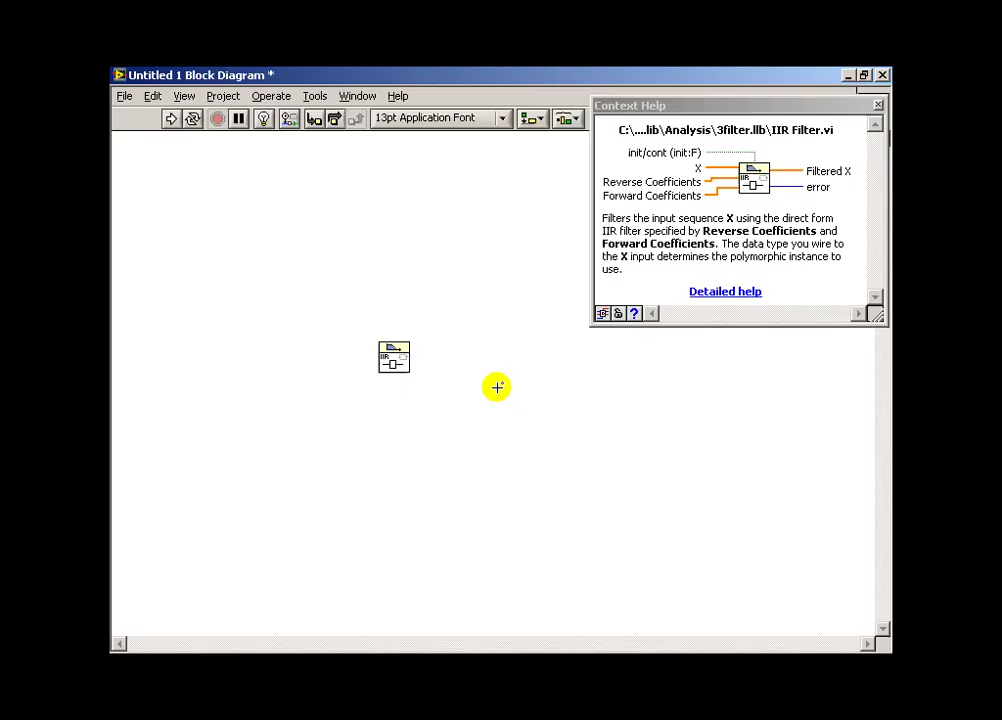 Untitled 1 Block Diagram *
File Edit View Project Operate Tools Window Help
13pt Application Font
Context Help
C:\....lib\Analysis\3filter.llb\IIR Filter.vi
init/cont (init:F)
X
Reverse Coefficients
Forward Coefficients
IIR
Filtered X
error
Filters the input sequence X using the direct form
IIR filter specified by Reverse Coefficients and
Forward Coefficients. The data type you wire to
the X input determines the polymorphic instance to
use.
Detailed help
?
IIR